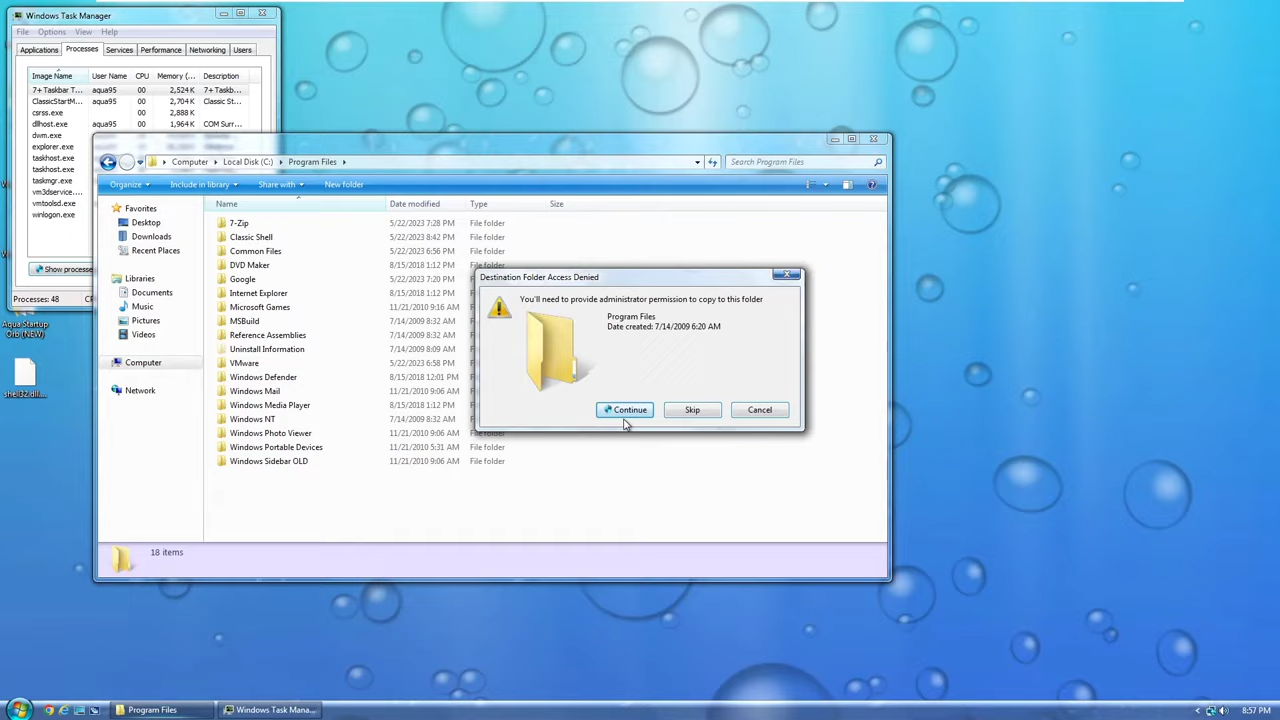 Windows Task Manager
File Options View Help
Applications Processes Services Performance Networking Users
Image Name User Name CPU Memory (... Description
7+ Taskbar T... aqua95 00 2,524 K 7+ Taskb...
ClassicStartM... aqua95 00 2,704 K Classic St...
csrss.exe 00 2,888 K
dllhost.exe aqua95 00 1,964 K COM Surr...
dwm.exe
explorer.exe
taskhost.exe
taskhost.exe
taskmgr.exe
vm3dservice....
vmtoolsd.exe
winlogon.exe
Show processe
Processes: 48
Aqua Startup
Orb (NEW)
shell32.dll...
Computer Local Disk (C:) Program Files
Search Program Files
Organize Include in library Share with New folder
Favorites
Desktop
Downloads
Recent Places
Libraries
Documents
Music
Pictures
Videos
Computer
Network
Name Date modified Type Size
7-Zip 5/22/2023 7:28 PM File folder
Classic Shell 5/22/2023 8:42 PM File folder
Common Files 5/22/2023 6:56 PM File folder
DVD Maker 8/15/2018 1:12 PM File folder
Google 5/22/2023 7:20 PM File folder
Internet Explorer 8/15/2018 1:12 PM File folder
Microsoft Games 11/21/2010 9:16 AM File folder
MSBuild 7/14/2009 8:32 AM File folder
Reference Assemblies 7/14/2009 8:32 AM File folder
Uninstall Information 7/14/2009 8:09 AM File folder
VMware 5/22/2023 6:58 PM File folder
Windows Defender 8/15/2018 12:01 PM File folder
Windows Mail 11/21/2010 9:06 AM File folder
Windows Media Player 8/15/2018 1:12 PM File folder
Windows NT 7/14/2009 8:32 AM File folder
Windows Photo Viewer 11/21/2010 9:06 AM File folder
Windows Portable Devices 11/21/2010 5:31 AM File folder
Windows Sidebar OLD 11/21/2010 9:06 AM File folder
18 items
Destination Folder Access Denied
You'll need to provide administrator permission to copy to this folder
Program Files
Date created: 7/14/2009 6:20 AM
Continue Skip Cancel
Program Files Windows Task Mana... 8:57 PM